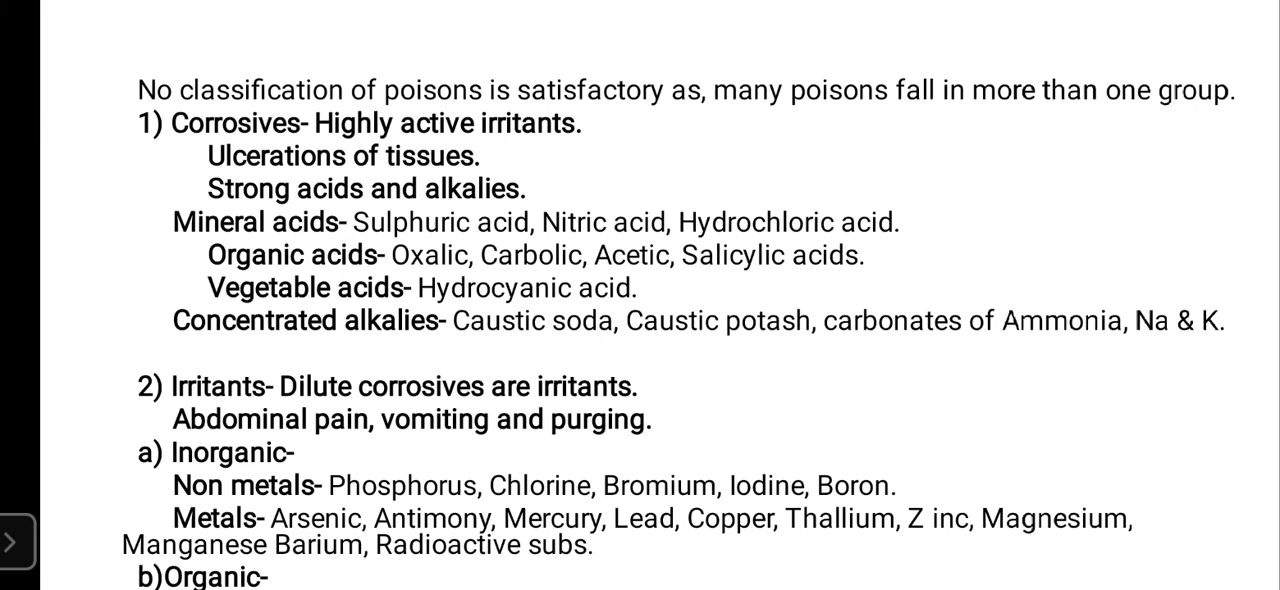 No classification of poisons is satisfactory as, many poisons fall in more than one group.
1) Corrosives- Highly active irritants.
Ulcerations of tissues.
Strong acids and alkalies.
Mineral acids- Sulphuric acid, Nitric acid, Hydrochloric acid.
Organic acids- Oxalic, Carbolic, Acetic, Salicylic acids.
Vegetable acids- Hydrocyanic acid.
Concentrated alkalies- Caustic soda, Caustic potash, carbonates of Ammonia, Na & K.
2) Irritants- Dilute corrosives are irritants.
Abdominal pain, vomiting and purging.
a) Inorganic-
Non metals- Phosphorus, Chlorine, Bromium, Iodine, Boron.
Metals- Arsenic, Antimony, Mercury, Lead, Copper, Thallium, Z inc, Magnesium,
Manganese Barium, Radioactive subs.
b)Organic-